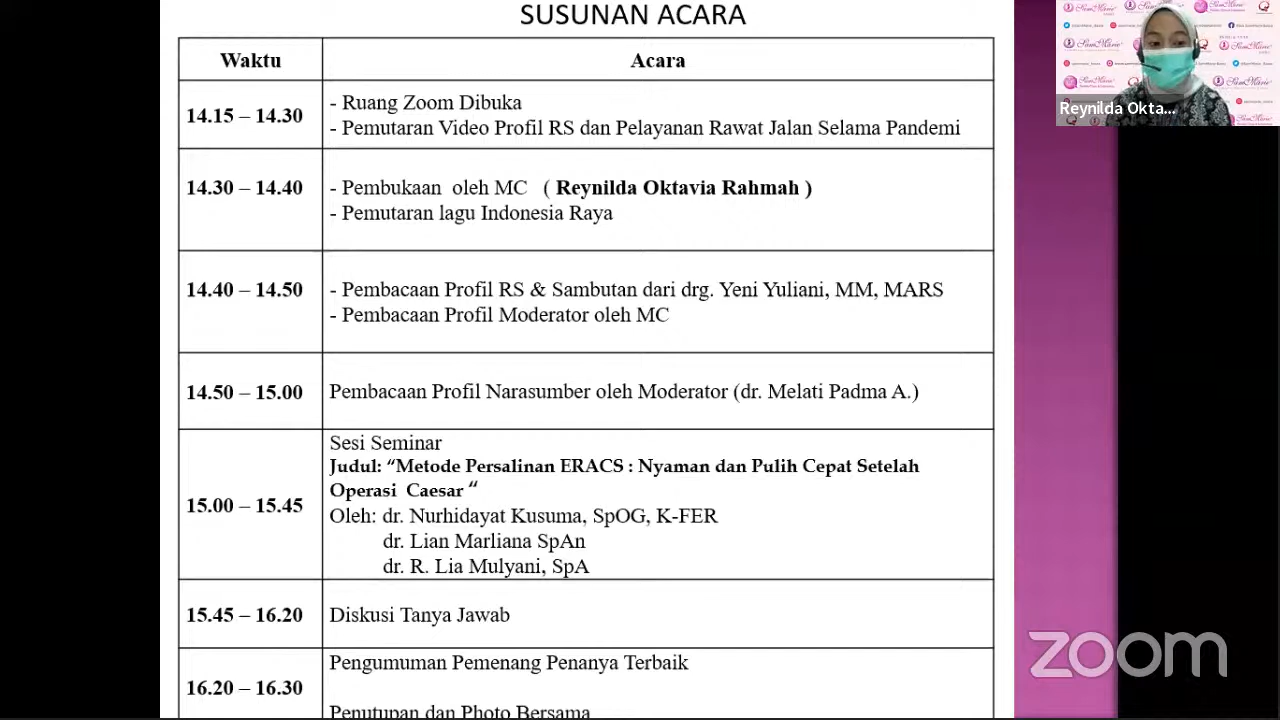 SUSUNAN ACARA
Waktu
Acara
14.15 – 14.30
- Ruang Zoom Dibuka
- Pemutaran Video Profil RS dan Pelayanan Rawat Jalan Selama Pandemi
14.30 – 14.40
- Pembukaan oleh MC ( Reynilda Oktavia Rahmah )
- Pemutaran lagu Indonesia Raya
14.40 – 14.50
- Pembacaan Profil RS & Sambutan dari drg. Yeni Yuliani, MM, MARS
- Pembacaan Profil Moderator oleh MC
14.50 – 15.00
Pembacaan Profil Narasumber oleh Moderator (dr. Melati Padma A.)
15.00 – 15.45
Sesi Seminar
Judul: “Metode Persalinan ERACS : Nyaman dan Pulih Cepat Setelah
Operasi Caesar “
Oleh: dr. Nurhidayat Kusuma, SpOG, K-FER
dr. Lian Marliana SpAn
dr. R. Lia Mulyani, SpA
15.45 – 16.20
Diskusi Tanya Jawab
16.20 – 16.30
Pengumuman Pemenang Penanya Terbaik
Penutupan dan Photo Bersama
SamMarie
Reynilda Okta...
zoom